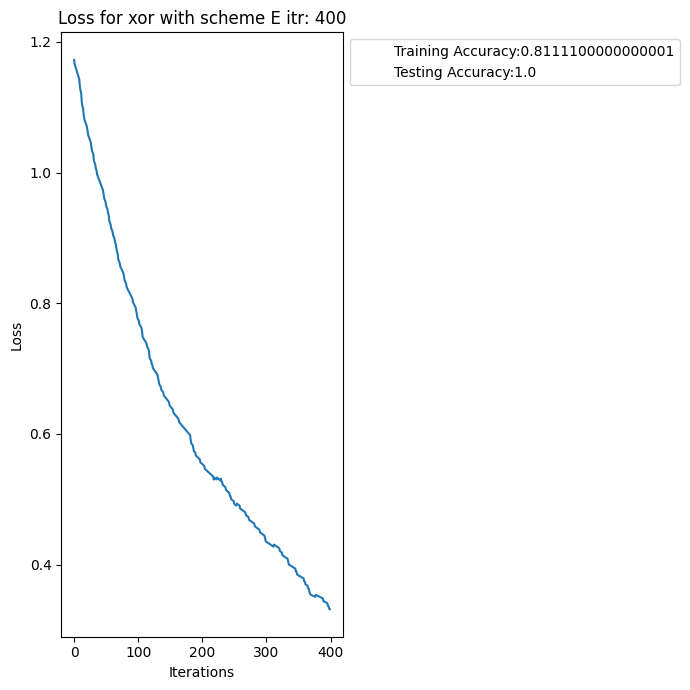 Loss for xor with scheme E itr: 400
Training Accuracy:0.8111100000000001
Testing Accuracy:1.0
1.2
1.0
0.8
0.6
0.4
Loss
0
100
200
300
400
Iterations